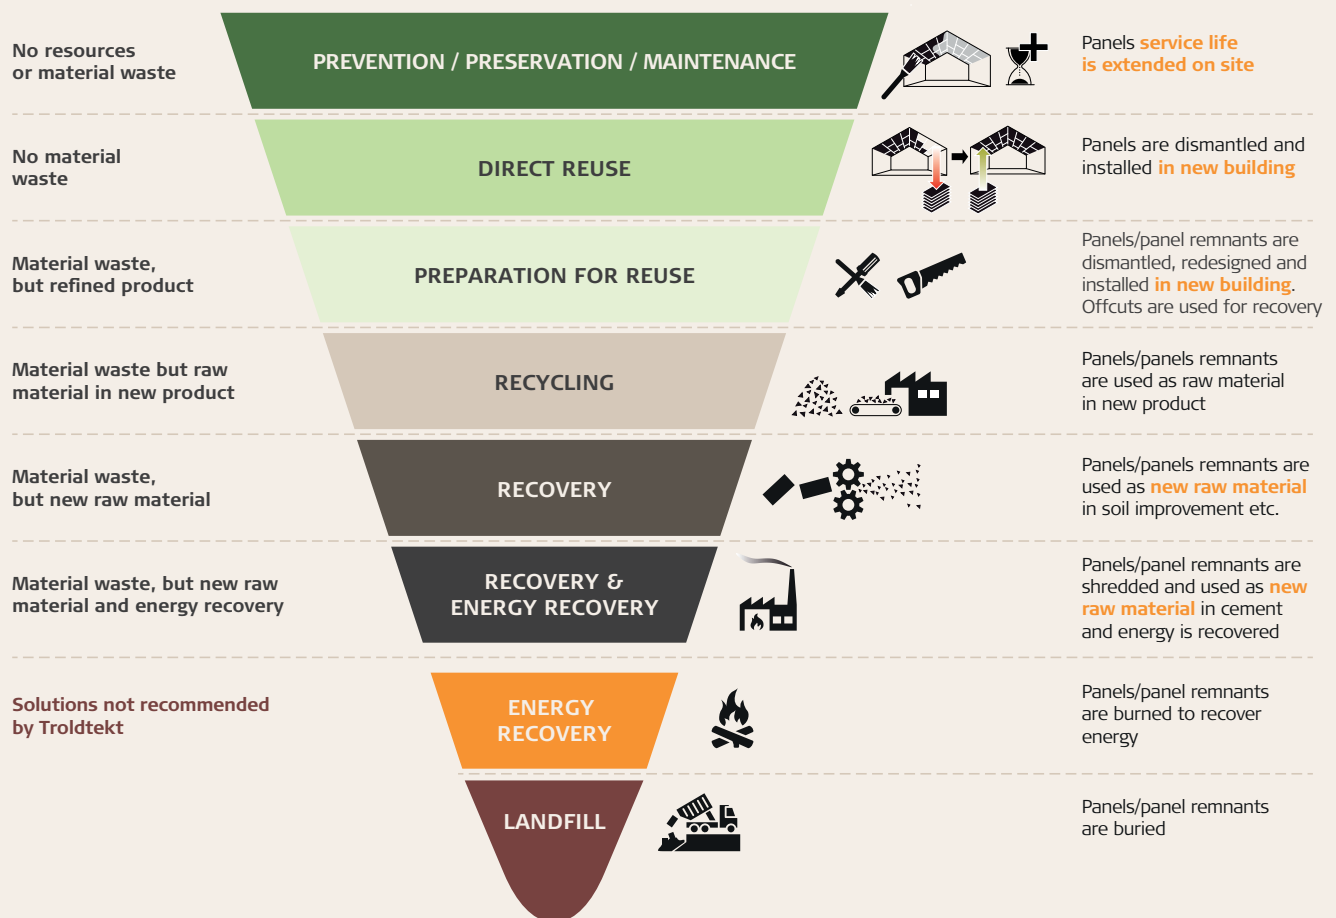 No resources
or material waste
PREVENTION / PRESERVATION / MAINTENANCE
Panels service life
is extended on site
No material
waste
DIRECT REUSE
Panels are dismantled and
installed in new building
Material waste,
but refined product
PREPARATION FOR REUSE
Panels/panel remnants are
dismantled, redesigned and
installed in new building.
Offcuts are used for recovery
Material waste but raw
material in new product
RECYCLING
Panels/panels remnants
are used as raw material
in new product
Material waste,
but new raw material
RECOVERY
Panels/panels remnants are
used as new raw material
in soil improvement etc.
Material waste, but new raw
material and energy recovery
RECOVERY &
ENERGY RECOVERY
Panels/panel remnants are
shredded and used as new
raw material in cement
and energy is recovered
Solutions not recommended
by Troldtekt
ENERGY
RECOVERY
Panels/panel remnants
are burned to recover
energy
LANDFILL
Panels/panel remnants
are buried